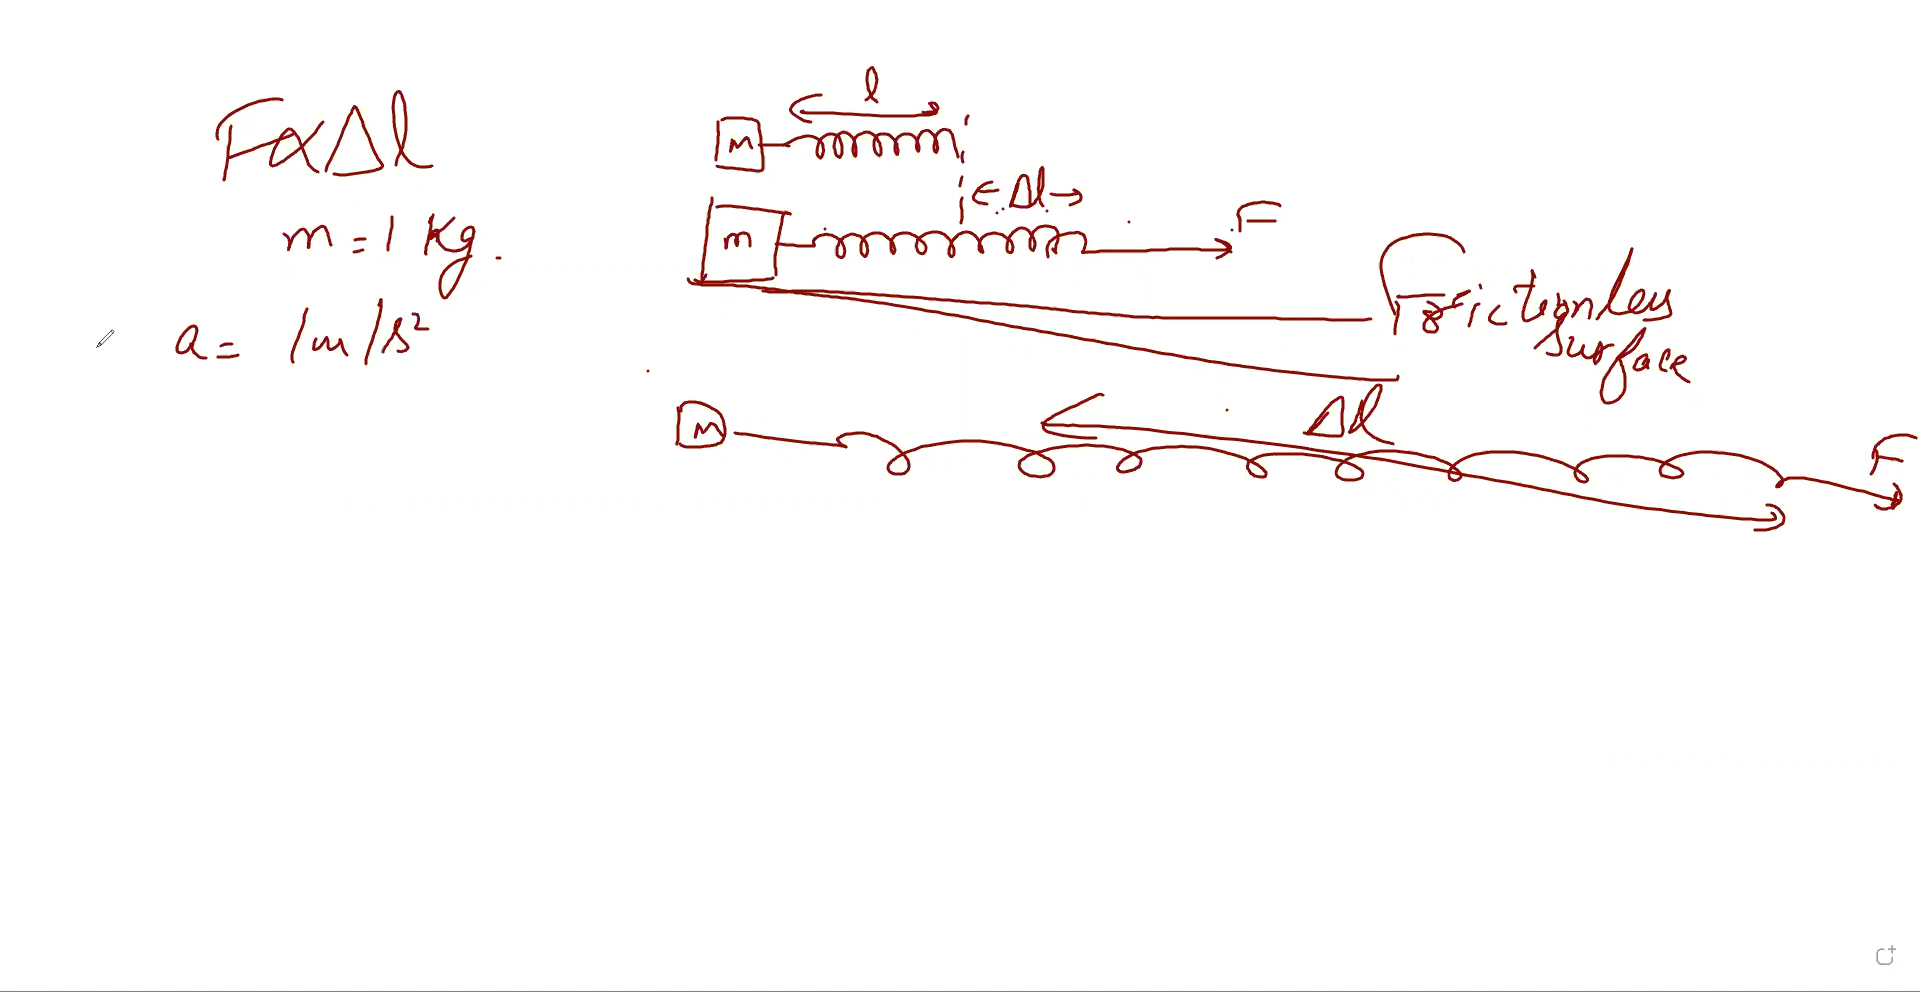 F∝Δl
m = 1 Kg.
a = 1m/s²
l
m
Δl
m
F
Frictionless
surface
Δl
m
F